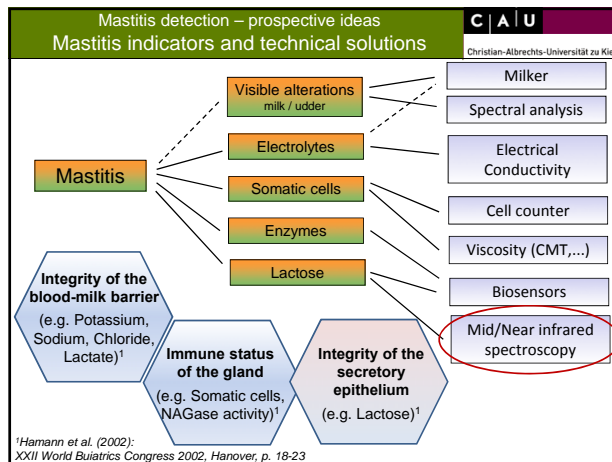 Mastitis detection – prospective ideas
Mastitis indicators and technical solutions
C A U
Christian-Albrechts-Universität zu Kie
Visible alterations
milk / udder
Electrolytes
Mastitis
Somatic cells
Enzymes
Lactose
Milker
Spectral analysis
Electrical
Conductivity
Cell counter
Viscosity (CMT,...)
Biosensors
Mid/Near infrared
spectroscopy
Integrity of the
blood-milk barrier
(e.g. Potassium,
Sodium, Chloride,
Lactate)¹
Immune status
of the gland
(e.g. Somatic cells,
NAGase activity)¹
Integrity of the
secretory
epithelium
(e.g. Lactose)¹
¹Hamann et al. (2002):
XXII World Buiatrics Congress 2002, Hanover, p. 18-23